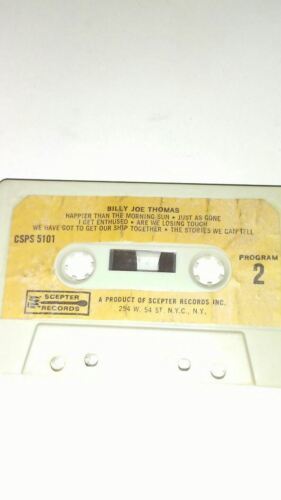 BILLY JOE THOMAS
HAPPIER THAN THE MORNING SUN • JUST AS GONE
I GET ENTHUSED • ARE WE LOSING TOUCH
WE HAVE GOT TO GET OUR SHIP TOGETHER • THE STORIES WE CAN TELL
CSPS 5101
PROGRAM
2
SCEPTER
RECORDS
A PRODUCT OF SCEPTER RECORDS INC.
254 W. 54 ST. N.Y.C., N.Y.